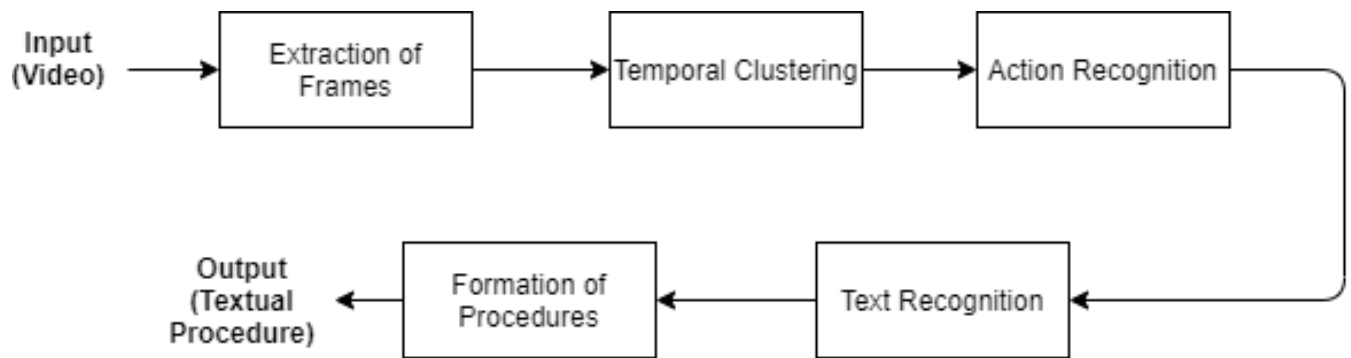 Input
(Video)
Extraction of
Frames
Temporal Clustering
Action Recognition
Text Recognition
Formation of
Procedures
Output
(Textual
Procedure)